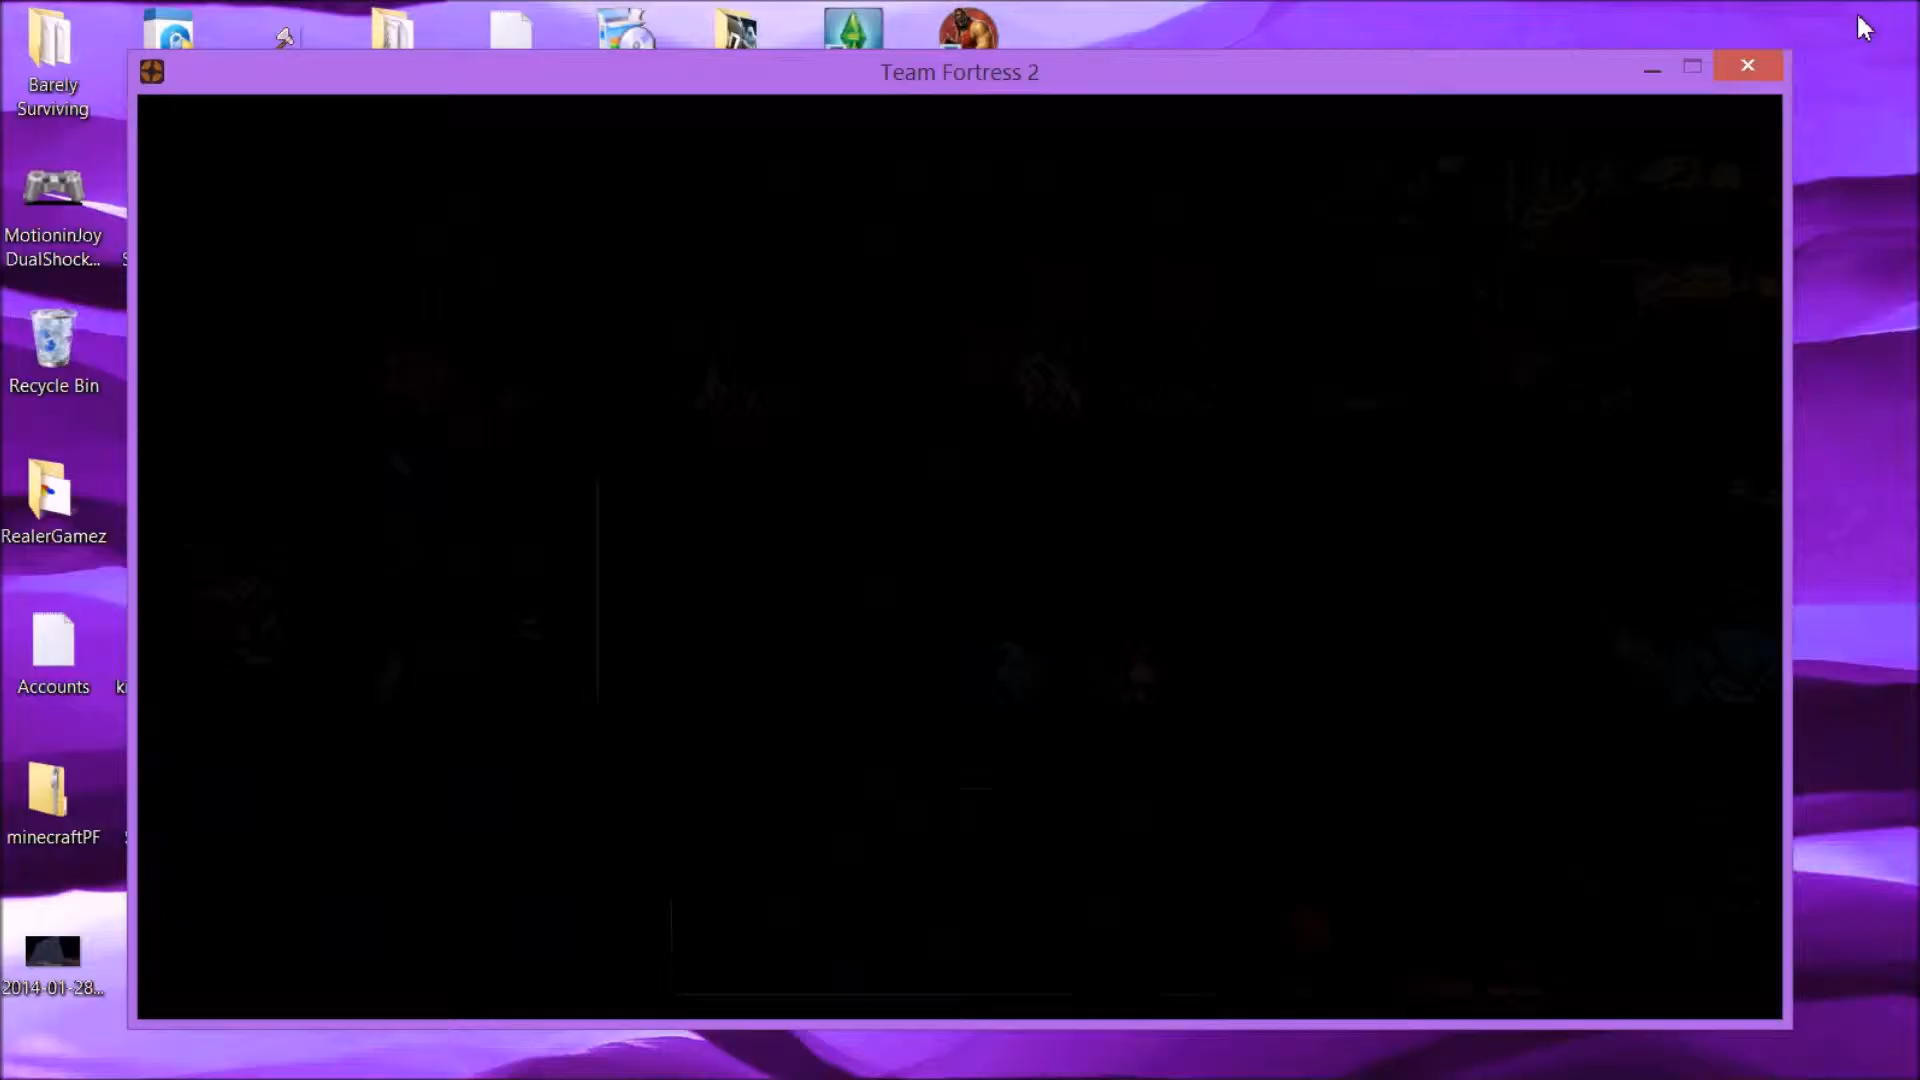 Team Fortress 2
Barely
Surviving
MotioninJoy
DualShock...
Recycle Bin
RealerGamez
Accounts
minecraftPF
2014-01-28...